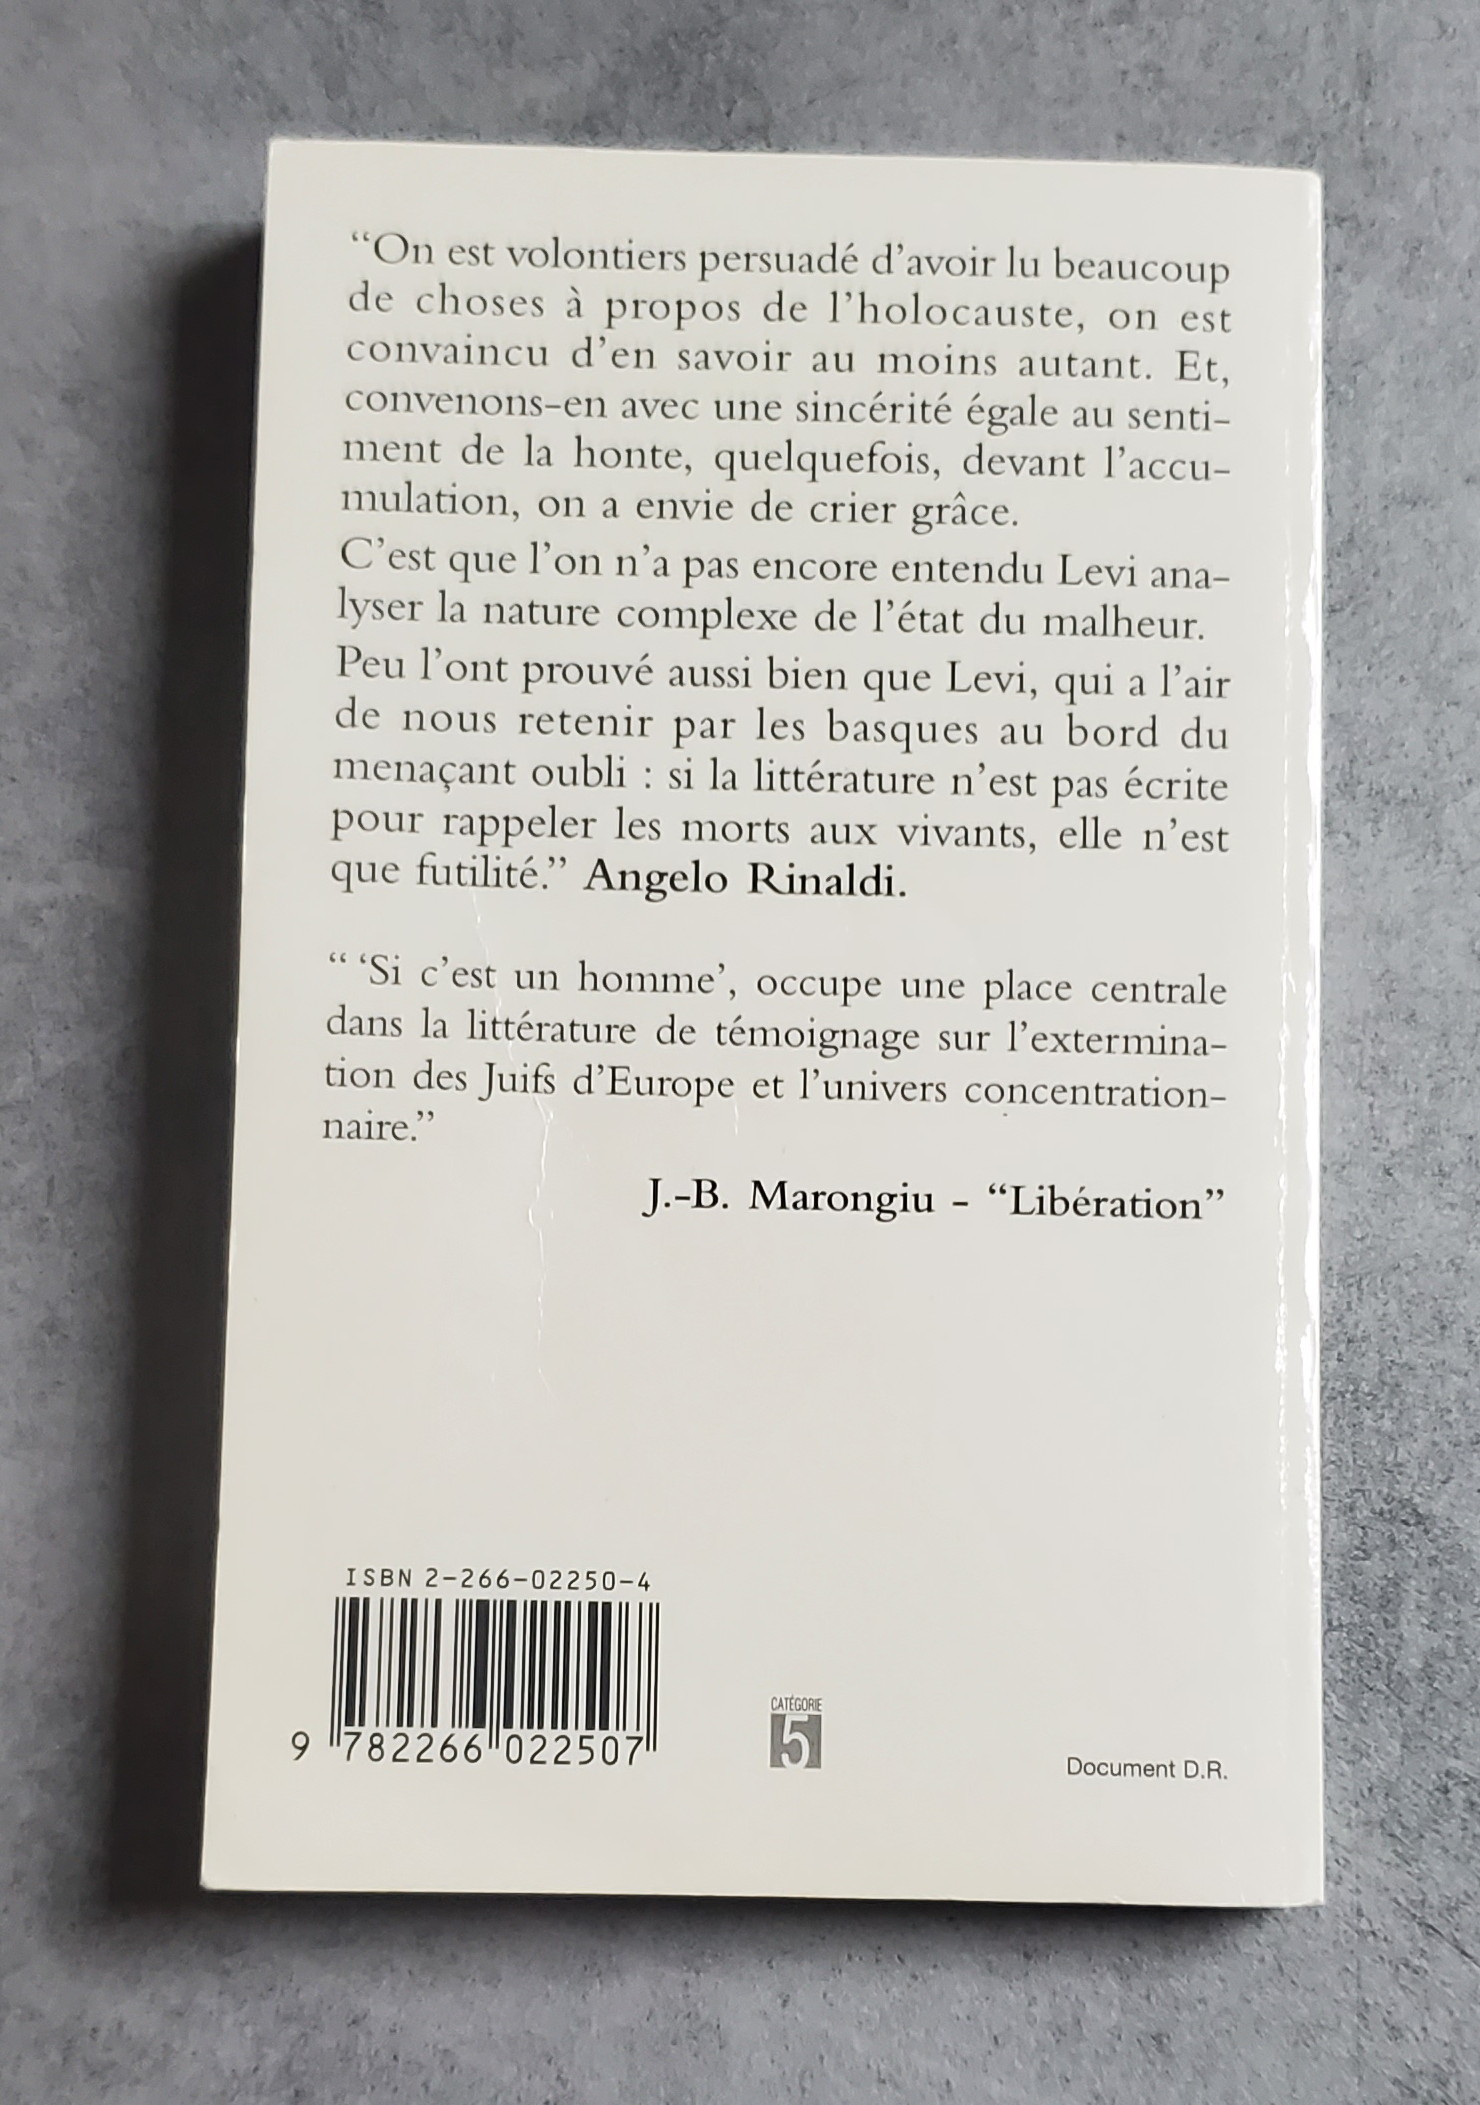 “On est volontiers persuadé d’avoir lu beaucoup
de choses à propos de l’holocauste, on est
convaincu d’en savoir au moins autant. Et,
convenons-en avec une sincérité égale au senti-
ment de la honte, quelquefois, devant l’accu-
mulation, on a envie de crier grâce.
C’est que l’on n’a pas encore entendu Levi ana-
lyser la nature complexe de l’état du malheur.
Peu l’ont prouvé aussi bien que Levi, qui a l’air
de nous retenir par les basques au bord du
menaçant oubli : si la littérature n’est pas écrite
pour rappeler les morts aux vivants, elle n’est
que futilité.” Angelo Rinaldi.
“ ‘Si c’est un homme’, occupe une place centrale
dans la littérature de témoignage sur l’extermina-
tion des Juifs d’Europe et l’univers concentration-
naire.”
J.-B. Marongiu - “Libération”
ISBN 2-266-02250-4
9 782266 022507
CATÉGORIE
5
Document D.R.